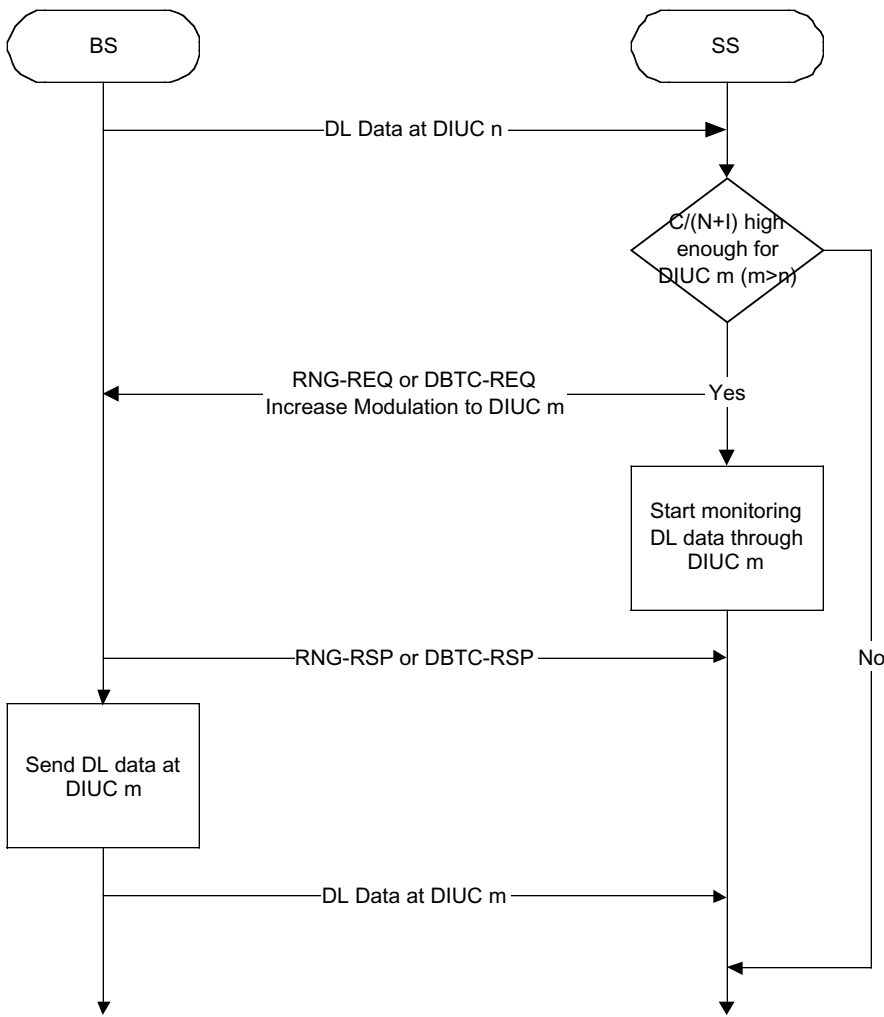 BS
SS
DL Data at DIUC n
C/(N+I) high
enough for
DIUC m (m>n)
RNG-REQ or DBTC-REQ
Increase Modulation to DIUC m
Yes
Start monitoring
DL data through
DIUC m
RNG-RSP or DBTC-RSP
No
Send DL data at
DIUC m
DL Data at DIUC m